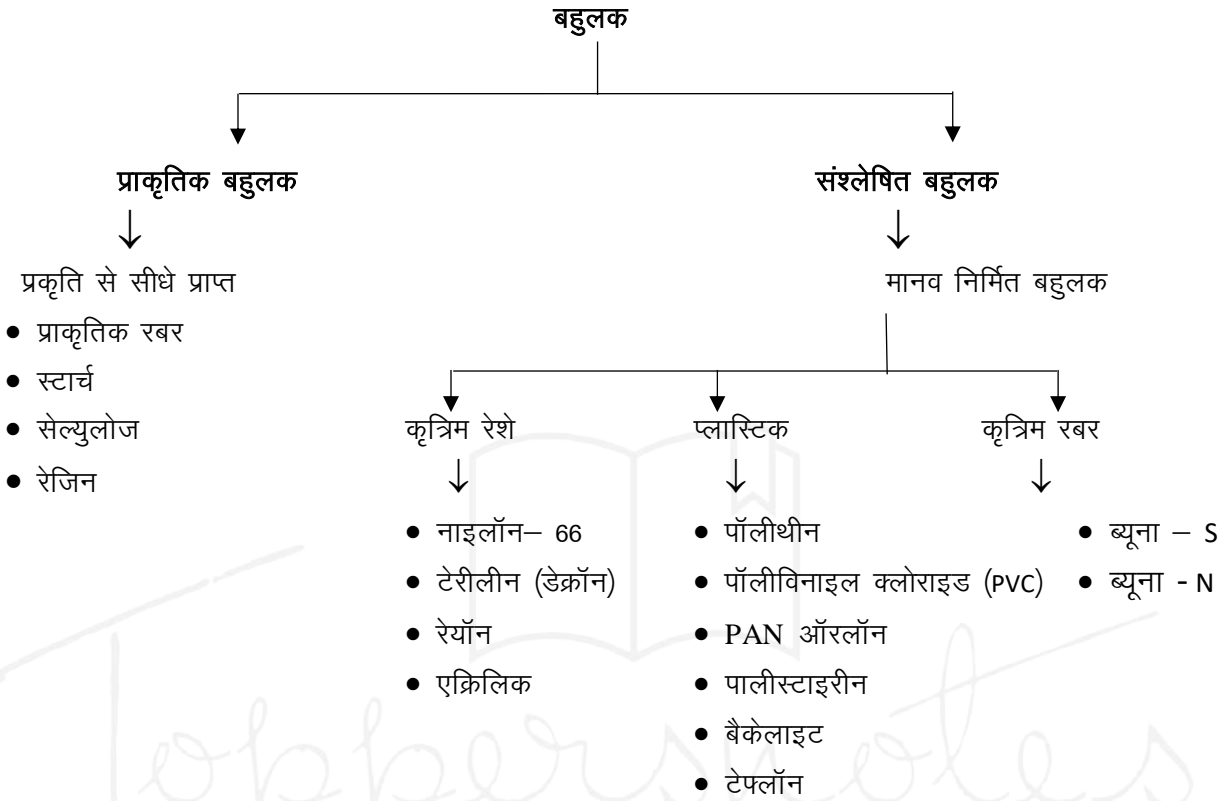 बहुलक
प्राकृतिक बहुलक
↓
प्रकृति से सीधे प्राप्त
• प्राकृतिक रबर
• स्टार्च
• सेल्युलोज
• रेजिन
संश्लेषित बहुलक
↓
मानव निर्मित बहुलक
कृत्रिम रेशे
↓
• नाइलॉन– 66
• टेरीलीन (डेक्रॉन)
• रेयॉन
• एक्रिलिक
प्लास्टिक
↓
• पॉलीथीन
• पॉलीविनाइल क्लोराइड (PVC)
• PAN ऑरलॉन
• पालीस्टाइरीन
• बैकेलाइट
• टेफ्लॉन
कृत्रिम रबर
↓
• ब्यूना – S
• ब्यूना - N
Toppersnotes